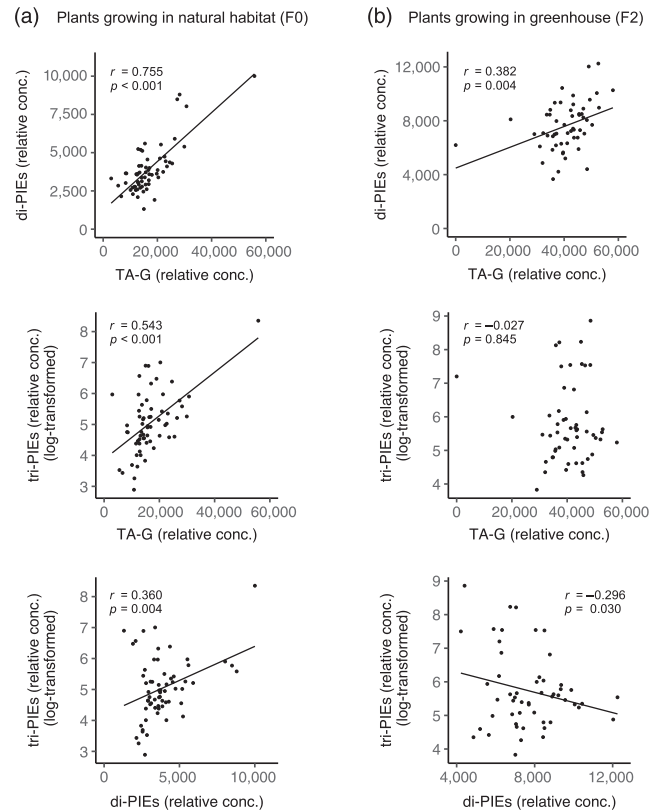 (a) Plants growing in natural habitat (F0)
(b) Plants growing in greenhouse (F2)
di-PIEs (relative conc.)
10,000
7,500
5,000
2,500
0
r = 0.755
p < 0.001
0 20,000 40,000 60,000
TA-G (relative conc.)
di-PIEs (relative conc.)
12,000
8,000
4,000
0
r = 0.382
p = 0.004
0 20,000 40,000 60,000
TA-G (relative conc.)
tri-PIEs (relative conc.)
(log-transformed)
8
7
6
5
4
3
r = 0.543
p < 0.001
0 20,000 40,000 60,000
TA-G (relative conc.)
tri-PIEs (relative conc.)
(log-transformed)
9
8
7
6
5
4
r = −0.027
p = 0.845
0 20,000 40,000 60,000
TA-G (relative conc.)
tri-PIEs (relative conc.)
(log-transformed)
8
7
6
5
4
3
r = 0.360
p = 0.004
0 5,000 10,000
di-PIEs (relative conc.)
tri-PIEs (relative conc.)
(log-transformed)
9
8
7
6
5
4
r = −0.296
p = 0.030
4,000 8,000 12,000
di-PIEs (relative conc.)